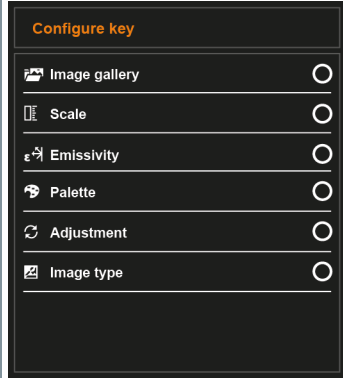 Configure key
Image gallery
Scale
ε Emissivity
Palette
Adjustment
Image type